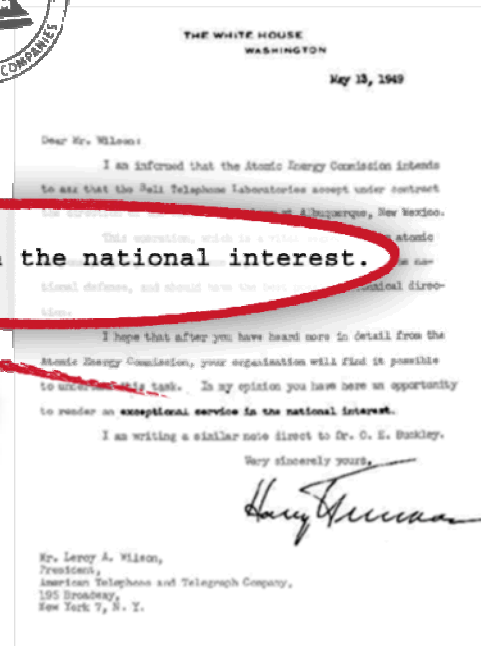 COMPANIES
THE WHITE HOUSE
WASHINGTON
May 13, 1949
Dear Mr. Wilson:
I am informed that the Atomic Energy Commission intends
to ask that the Bell Telephone Laboratories accept under contract
the direction of at Albuquerque, New Mexico.
This operation, which is a vital atomic
the national interest.
tional defense, and should have the best technical direc-
tion.
I hope that after you have heard more in detail from the
Atomic Energy Commission, your organization will find it possible
to undertake this task. In my opinion you have here an opportunity
to render an exceptional service in the national interest.
I am writing a similar note direct to Dr. O. E. Buckley.
Very sincerely yours,
Harry Truman
Mr. Leroy A. Wilson,
President,
American Telephone and Telegraph Company,
195 Broadway,
New York 7, N. Y.